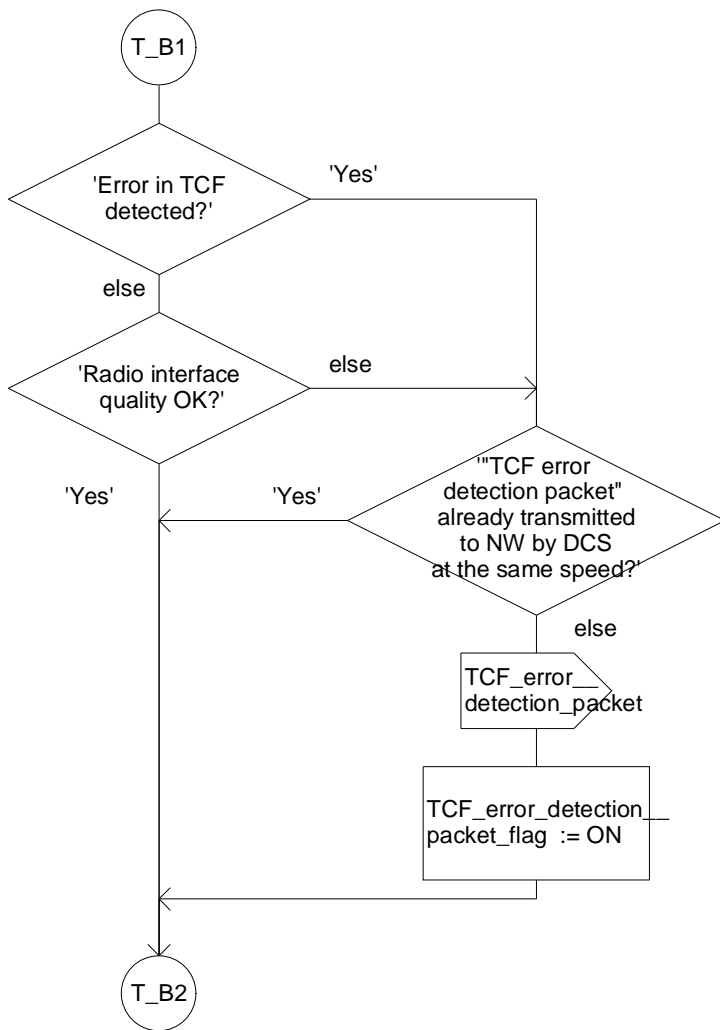 T_B1
'Error in TCF
detected?'
'Yes'
else
'Radio interface
quality OK?'
else
'Yes'
'Yes'
'"TCF error
detection packet"
already transmitted
to NW by DCS
at the same speed?'
else
TCF_error__
detection_packet
TCF_error_detection__
packet_flag := ON
T_B2